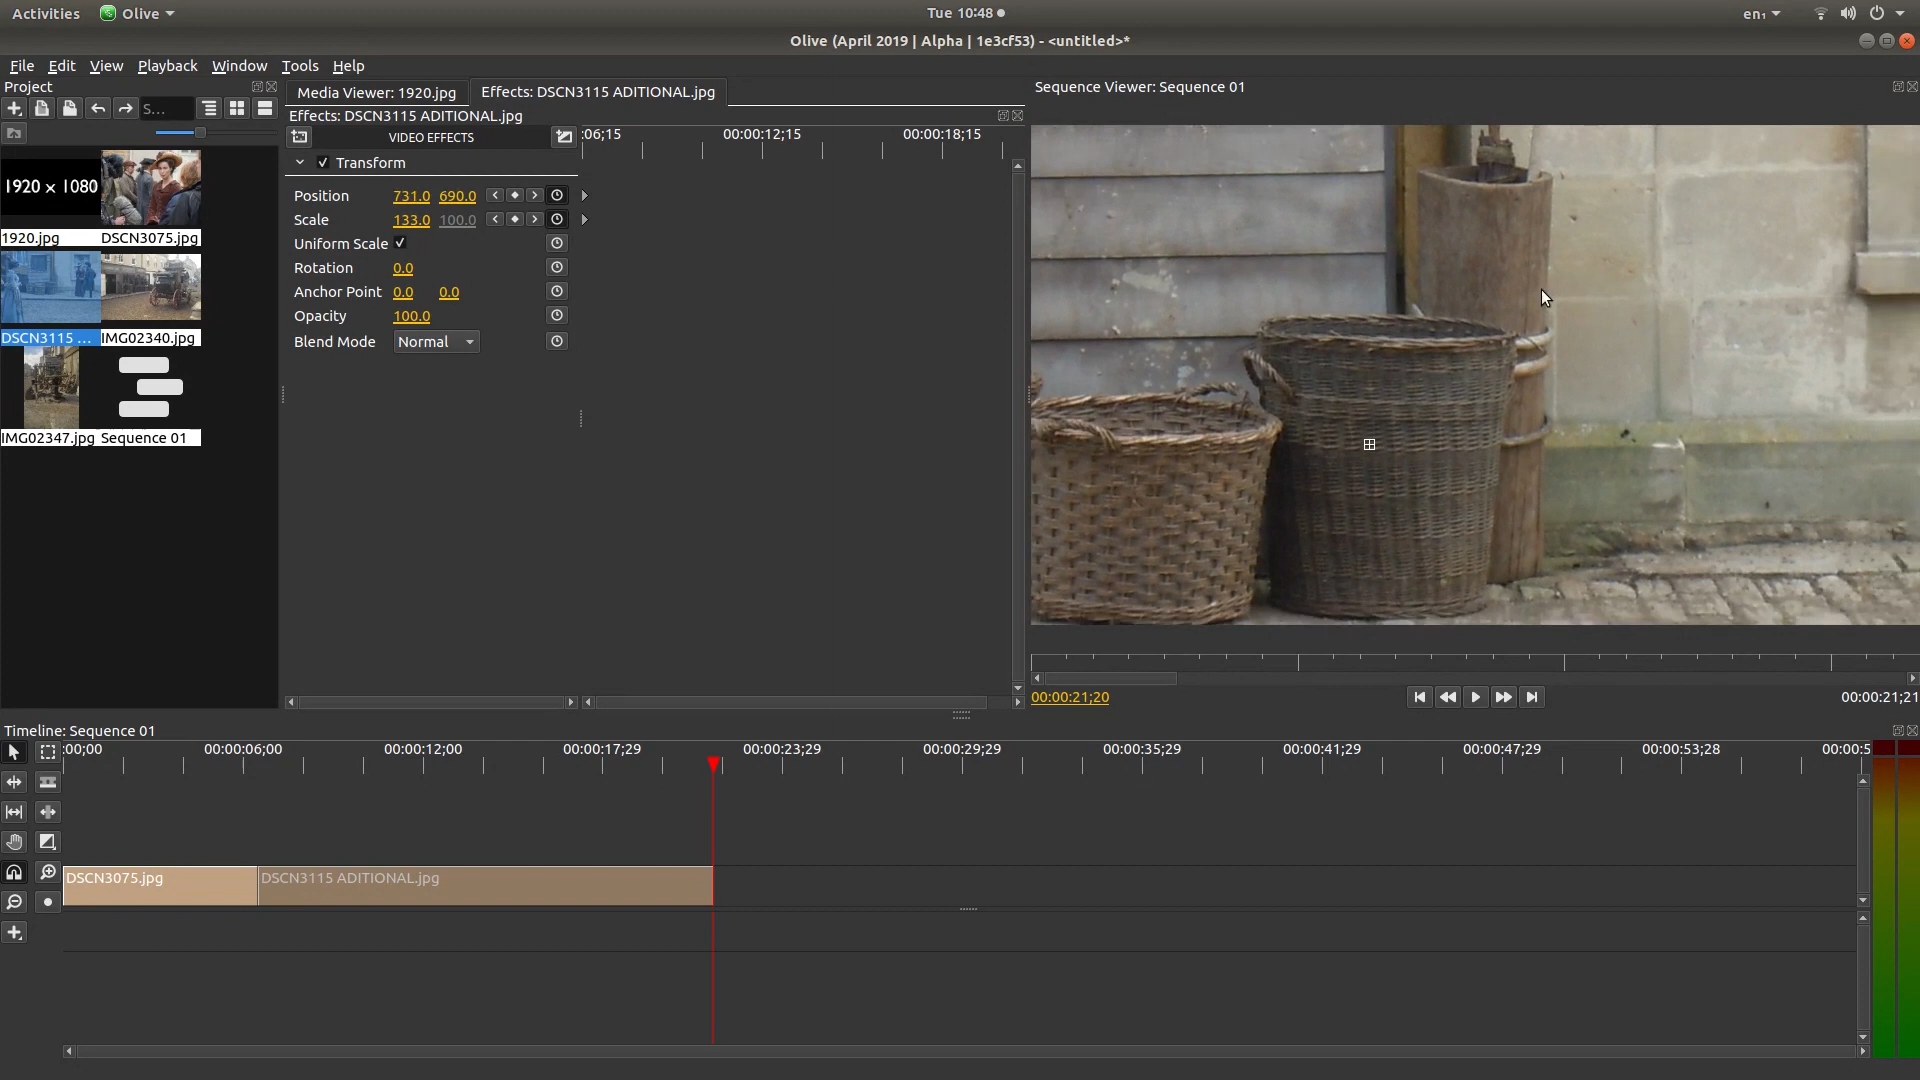 Activities Olive Tue 10:48 en₁
Olive (April 2019 | Alpha | 1e3cf53) - <untitled>*
File Edit View Playback Window Tools Help
Project
S...
1920 × 1080
1920.jpg DSCN3075.jpg
DSCN3115 ... IMG02340.jpg
IMG02347.jpg Sequence 01
Media Viewer: 1920.jpg Effects: DSCN3115 ADITIONAL.jpg
Effects: DSCN3115 ADITIONAL.jpg
VIDEO EFFECTS :06;15 00:00:12;15 00:00:18;15
Transform
Position 731.0 690.0
Scale 133.0 100.0
Uniform Scale
Rotation 0.0
Anchor Point 0.0 0.0
Opacity 100.0
Blend Mode Normal
Sequence Viewer: Sequence 01
00:00:21;20 00:00:21;21
Timeline: Sequence 01
:00;00 00:00:06;00 00:00:12;00 00:00:17;29 00:00:23;29 00:00:29;29 00:00:35;29 00:00:41;29 00:00:47;29 00:00:53;28 00:00:5
DSCN3075.jpg DSCN3115 ADITIONAL.jpg